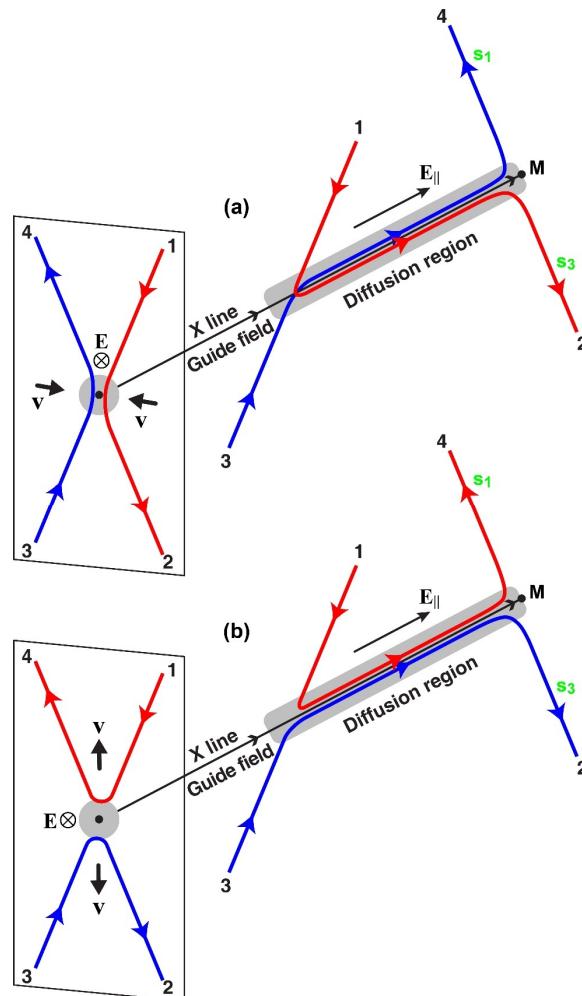 4
s1
1
E||
M
(a)
4
1
X line
Diffusion region
Guide field
s3
E
2
v
v
3
3
2
4
s1
1
E||
M
(b)
4
1
v
X line
Diffusion region
Guide field
s3
2
E
v
3
3
2